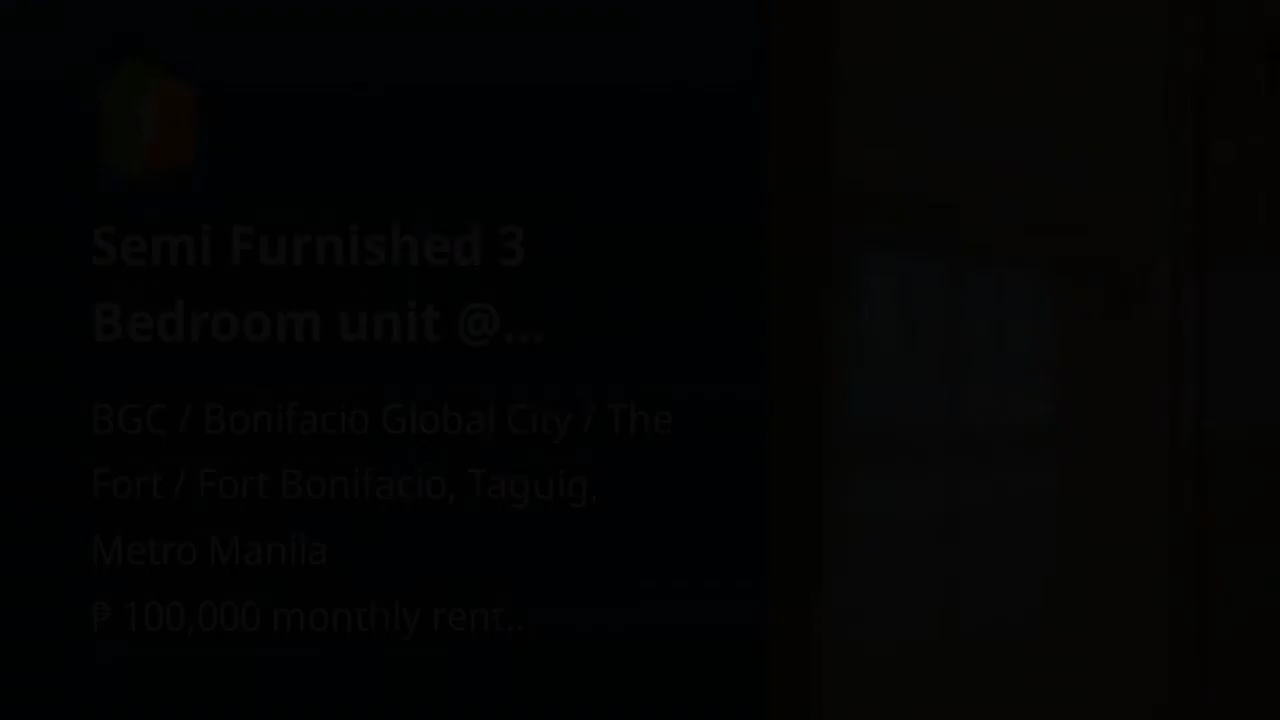 Semi Furnished 3
Bedroom unit @...
BGC / Bonifacio Global City / The
Fort / Fort Bonifacio, Taguig,
Metro Manila
₱ 100,000 monthly rent..